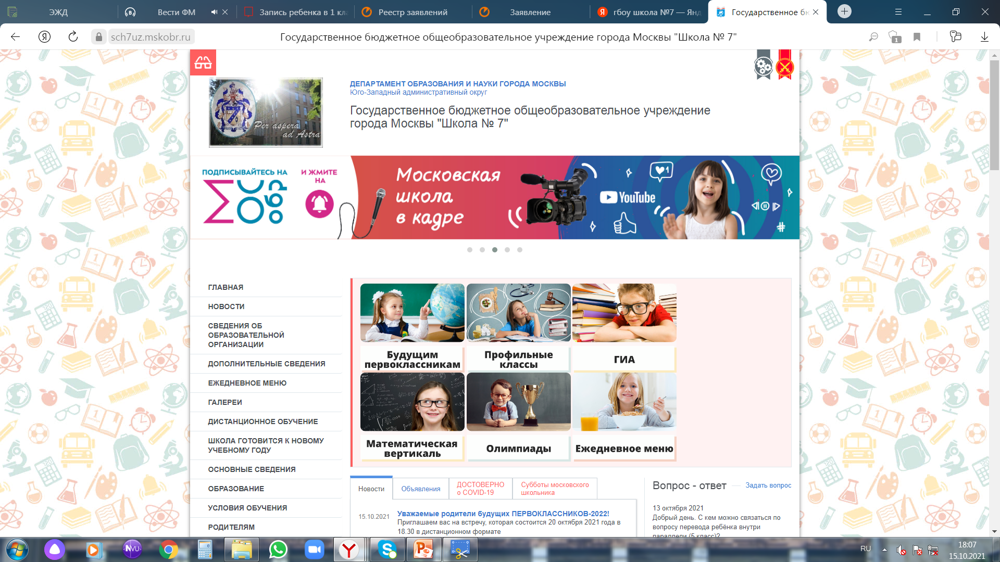 ЭЖД
Вести ФМ
Запись ребенка в 1 кла
Реестр заявлений
Заявление
гбоу школа №7 — Янд
Государственное бю
sch7uz.mskobr.ru
Государственное бюджетное общеобразовательное учреждение города Москвы "Школа № 7"
1
ДЕПАРТАМЕНТ ОБРАЗОВАНИЯ И НАУКИ ГОРОДА МОСКВЫ
Юго-Западный административный округ
Государственное бюджетное общеобразовательное учреждение
города Москвы "Школа № 7"
7
Per aspera
ad Astra
ПОДПИСЫВАЙТЕСЬ НА
И ЖМИТЕ
НА
Московская
школа
в кадре
YouTube
1
#
ГЛАВНАЯ
НОВОСТИ
СВЕДЕНИЯ ОБ
ОБРАЗОВАТЕЛЬНОЙ
ОРГАНИЗАЦИИ
ДОПОЛНИТЕЛЬНЫЕ СВЕДЕНИЯ
ЕЖЕДНЕВНОЕ МЕНЮ
ГАЛЕРЕИ
ДИСТАНЦИОННОЕ ОБУЧЕНИЕ
ШКОЛА ГОТОВИТСЯ К НОВОМУ
УЧЕБНОМУ ГОДУ
ОСНОВНЫЕ СВЕДЕНИЯ
ОБРАЗОВАНИЕ
УСЛОВИЯ ОБУЧЕНИЯ
РОДИТЕЛЯМ
Будущим
первоклассникам
Профильные
классы
ГИА
Математическая
вертикаль
Олимпиады
Ежедневное меню
Новости
Объявления
ДОСТОВЕРНО
о COVID-19
Субботы московского
школьника
15.10.2021
Уважаемые родители будущих ПЕРВОКЛАССНИКОВ-2022!
Приглашаем вас на встречу, которая состоится 20 октября 2021 года в
18.30 в дистанционном формате
Вопрос - ответ
Задать вопрос
13 октября 2021
Добрый день. С кем можно связаться по
вопросу перевода ребёнка внутри
параллели (5 класс)?
RU
18:07
15.10.2021